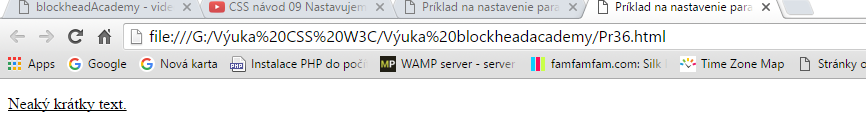 blockheadAcademy - vide
CSS návod 09 Nastavujem
Príklad na nastavenie para
Príklad na nastavenie para
file:///G:/Výuka%20CSS%20W3C/Výuka%20blockheadacademy/Pr36.html
Apps Google Nová karta Instalace PHP do počí WAMP server - server famfamfam.com: Silk Time Zone Map Stránky o
Neaký krátky text.